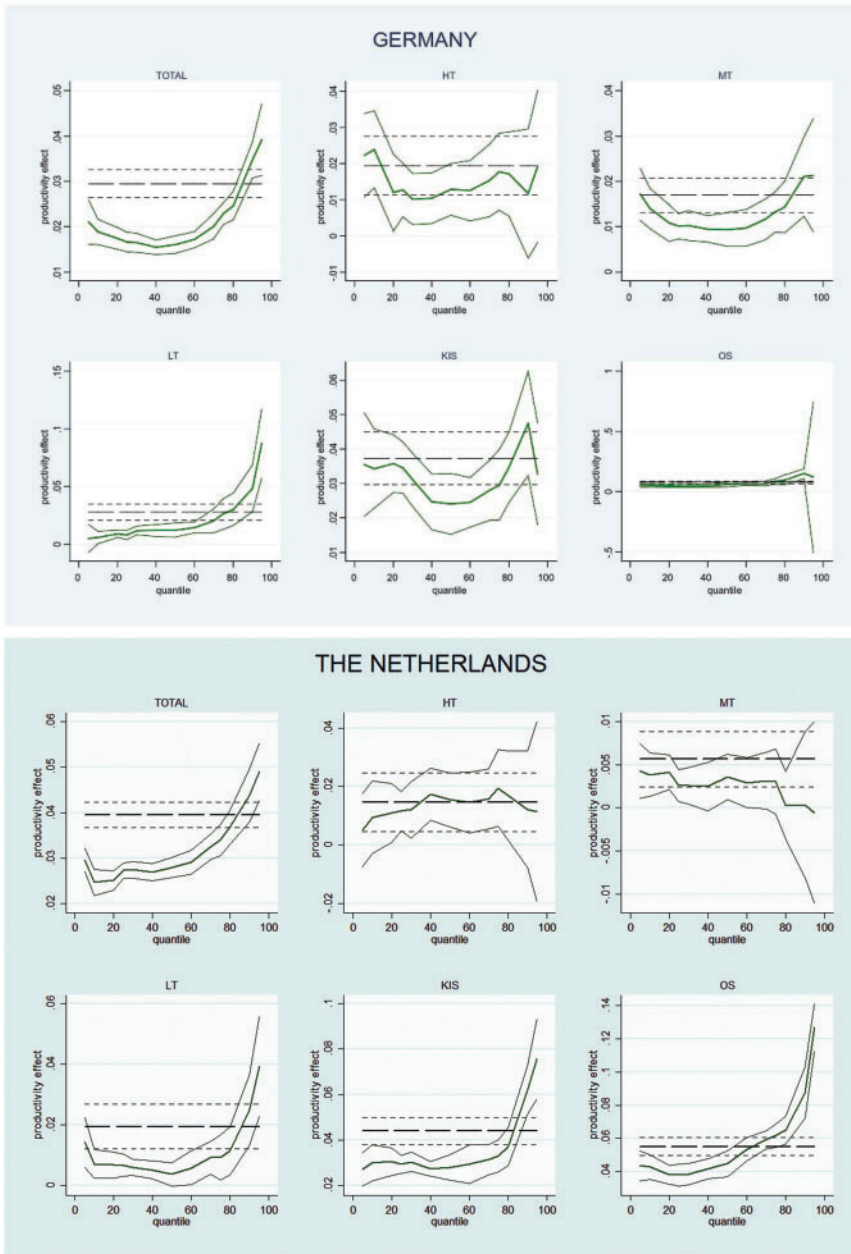 GERMANY
TOTAL
productivity effect
.05
.04
.03
.02
.01
0 20 40 60 80 100
quantile
HT
productivity effect
.04
.03
.02
.01
0
-.01
0 20 40 60 80 100
quantile
MT
productivity effect
.04
.03
.02
.01
0
0 20 40 60 80 100
quantile
LT
productivity effect
.15
.1
.05
0
0 20 40 60 80 100
quantile
KIS
productivity effect
.06
.05
.04
.03
.02
.01
0 20 40 60 80 100
quantile
OS
productivity effect
1
.5
0
-.5
0 20 40 60 80 100
quantile
THE NETHERLANDS
TOTAL
productivity effect
.06
.05
.04
.03
.02
0 20 40 60 80 100
quantile
HT
productivity effect
.04
.02
0
-.02
0 20 40 60 80 100
quantile
MT
productivity effect
.01
.005
0
-.005
-.01
0 20 40 60 80 100
quantile
LT
productivity effect
.06
.04
.02
0
0 20 40 60 80 100
quantile
KIS
productivity effect
.1
.08
.06
.04
.02
0 20 40 60 80 100
quantile
OS
productivity effect
.14
.12
.1
.08
.06
.04
0 20 40 60 80 100
quantile